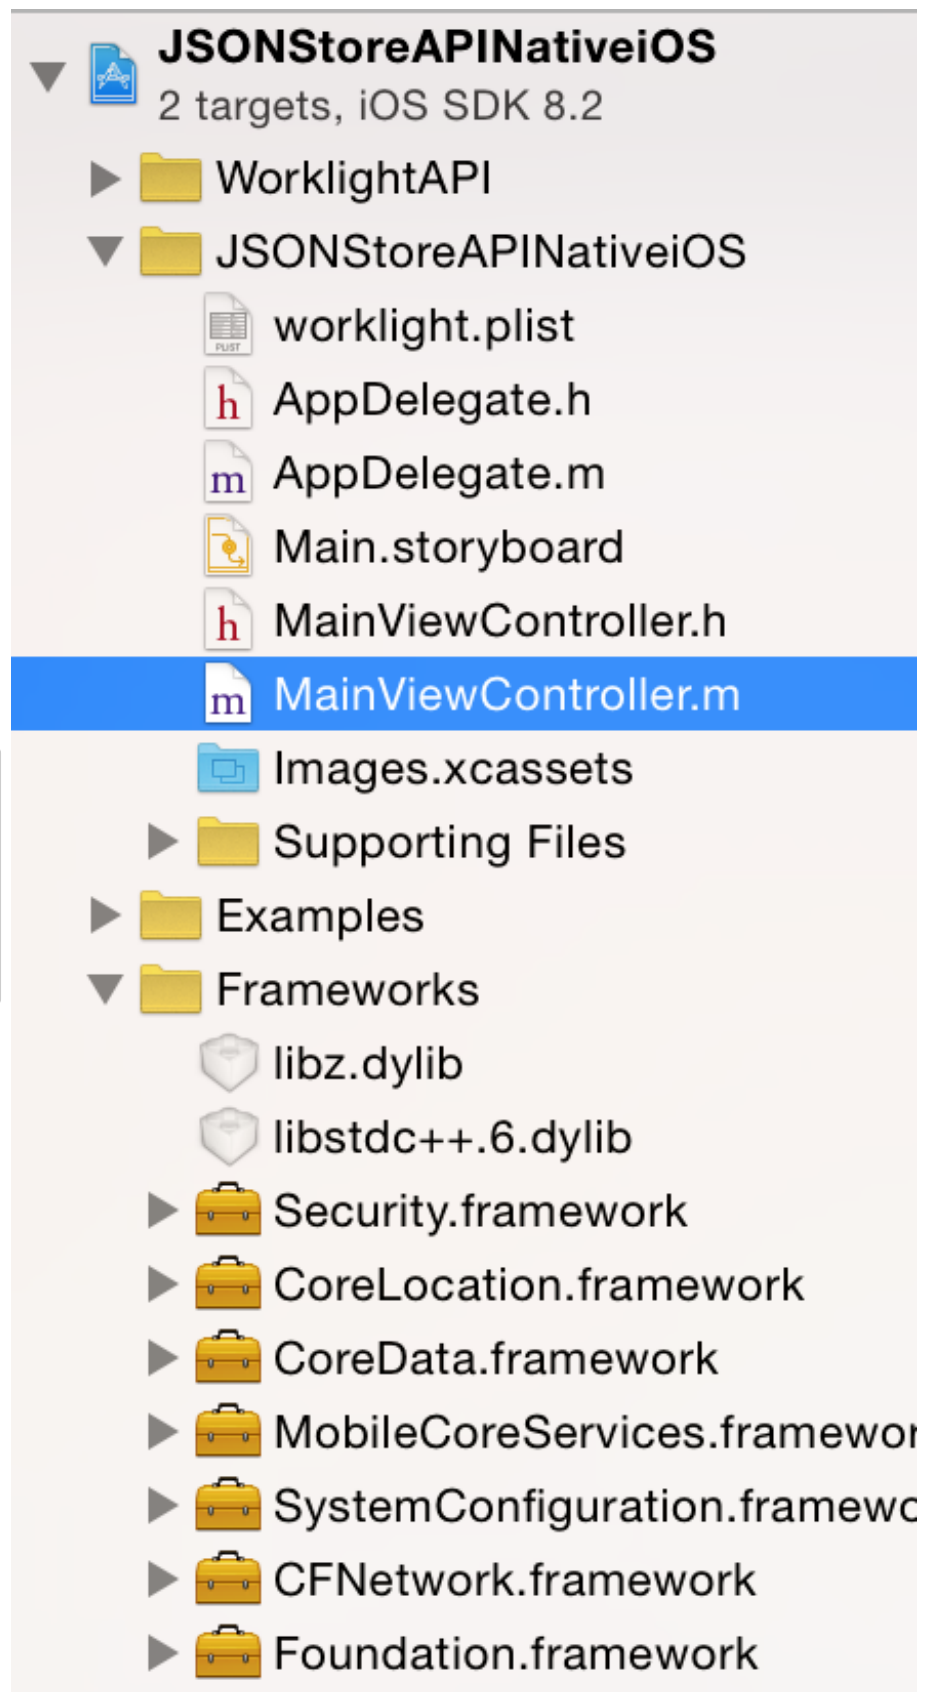 JSONStoreAPINativeiOS
2 targets, iOS SDK 8.2
WorklightAPI
JSONStoreAPINativeiOS
PLIST
worklight.plist
h AppDelegate.h
m AppDelegate.m
Main.storyboard
h MainViewController.h
m MainViewController.m
Images.xcassets
Supporting Files
Examples
Frameworks
libz.dylib
libstdc++.6.dylib
Security.framework
CoreLocation.framework
CoreData.framework
MobileCoreServices.framewor
SystemConfiguration.framewo
CFNetwork.framework
Foundation.framework